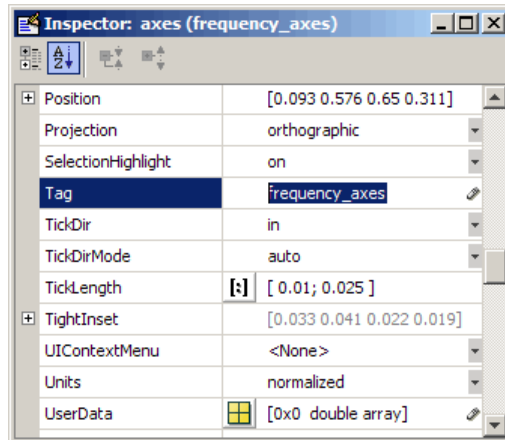 Inspector: axes (frequency_axes)
Position [0.093 0.576 0.65 0.311]
Projection orthographic
SelectionHighlight on
Tag frequency_axes
TickDir in
TickDirMode auto
TickLength [ 0.01; 0.025 ]
TightInset [0.033 0.041 0.022 0.019]
UIContextMenu <None>
Units normalized
UserData [0x0 double array]